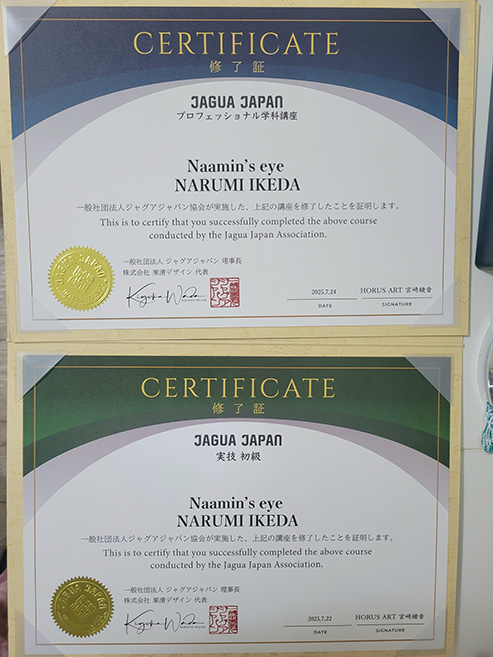 CERTIFICATE
修了証
JAGUA JAPAN
プロフェッショナル学科講座
Naamin's eye
NARUMI IKEDA
一般社団法人ジャグアジャパン協会が実施した、上記の講座を修了したことを証明します。
This is to certify that you successfully completed the above course
conducted by the Jagua Japan Association.
一般社団法人 ジャグアジャパン 理事長
株式会社 薬清デザイン 代表
2025.7.24
HORUS ART 宮崎綾音
DATE
SIGNATURE
JAGUA JAPAN
CERTIFICATE
修了証
JAGUA JAPAN
実技 初級
Naamin's eye
NARUMI IKEDA
一般社団法人ジャグアジャパン協会が実施した、上記の講座を修了したことを証明します。
This is to certify that you successfully completed the above course
conducted by the Jagua Japan Association.
一般社団法人 ジャグアジャパン 理事長
株式会社 薬清デザイン 代表
2025.7.22
HORUS ART 宮崎綾音
DATE
SIGNATURE
JAGUA JAPAN